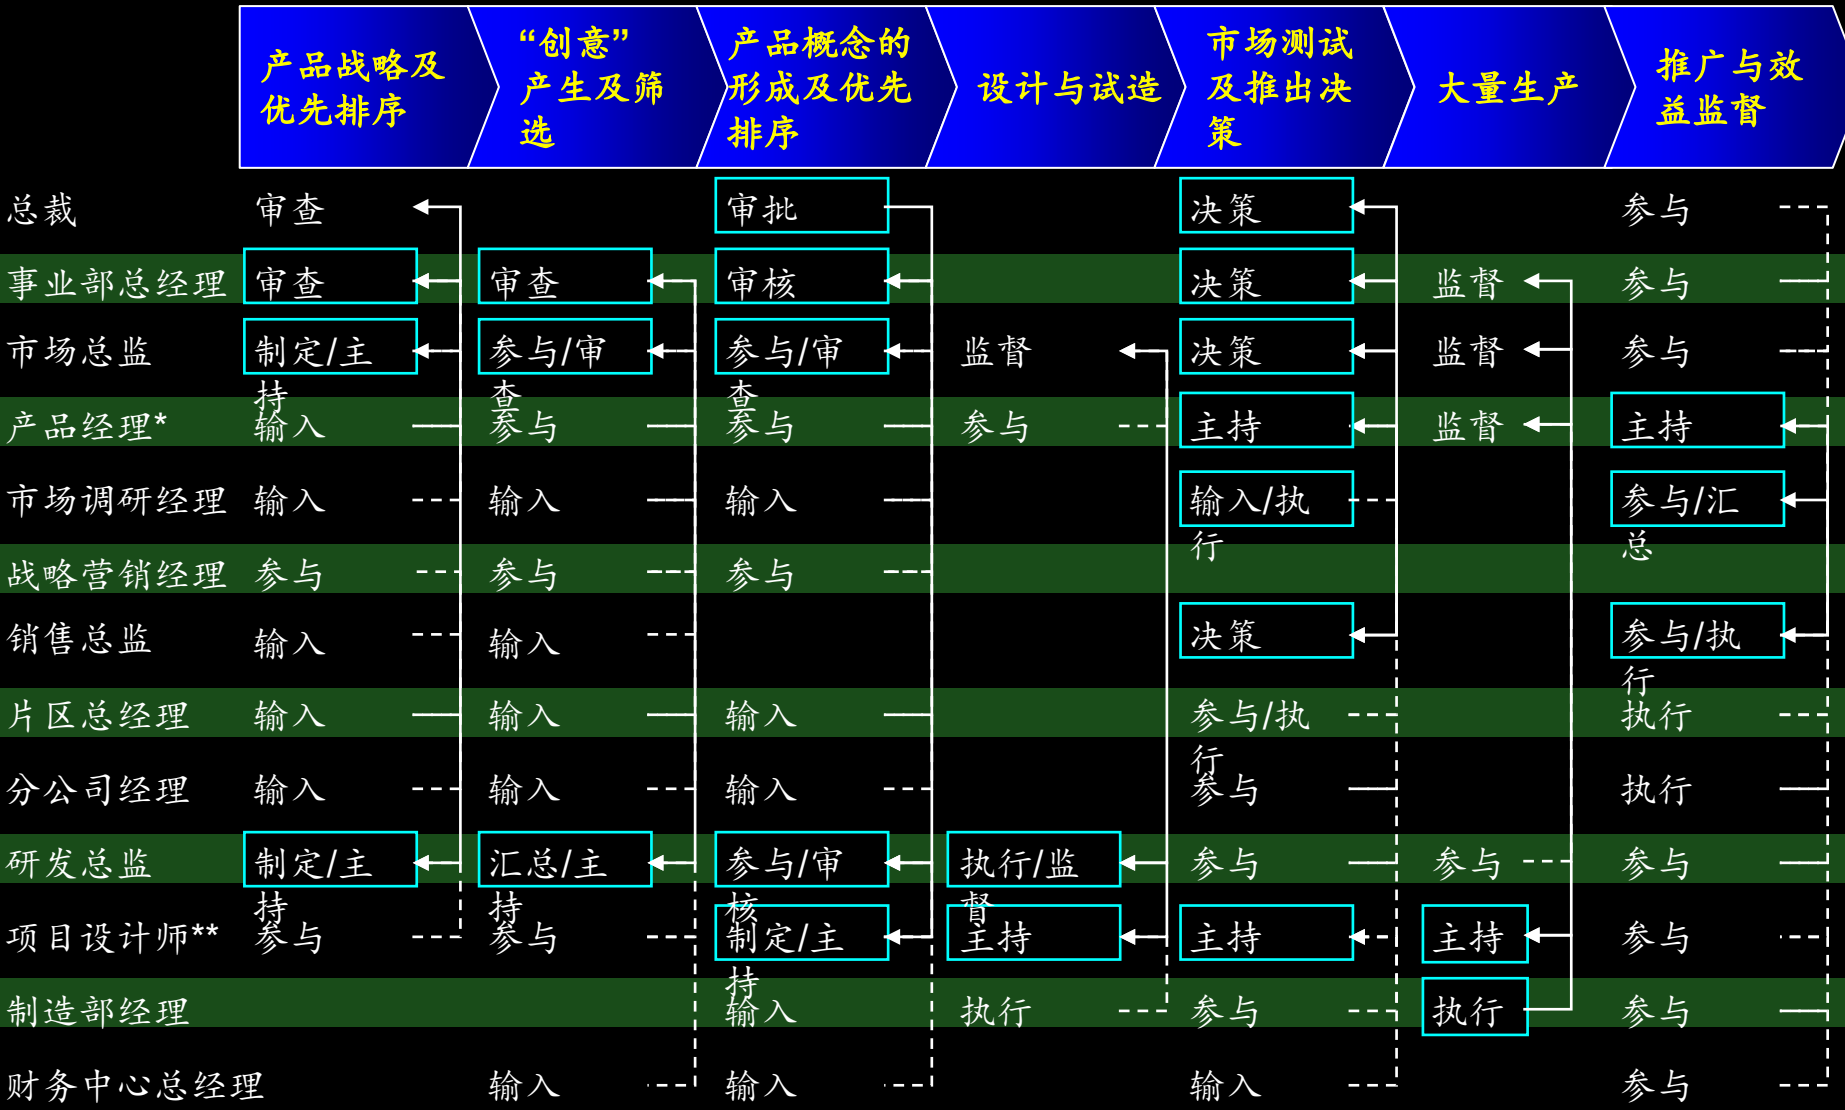 产品战略及
优先排序
“创意”
产生及筛
选
产品概念的
形成及优先
排序
设计与试造
市场测试
及推出决
策
大量生产
推广与效
益监督
总裁 审查 审批 决策 参与
事业部总经理 审查 审查 审核 决策 监督 参与
市场总监 制定/主 参与/审 参与/审 监督 决策 监督 参与
持 查 查
产品经理* 输入 参与 参与 参与 主持 监督 主持
市场调研经理 输入 输入 输入 输入/执 参与/汇
行 总
战略营销经理 参与 参与 参与
销售总监 输入 输入 决策 参与/执
行
片区总经理 输入 输入 输入 参与/执 执行
行
分公司经理 输入 输入 输入 参与 执行
研发总监 制定/主 汇总/主 参与/审 执行/监 参与 参与 参与
持 持 核 督
项目设计师** 参与 参与 制定/主 主持 主持 主持 参与
持
制造部经理 输入 执行 参与 执行 参与
财务中心总经理 输入 输入 输入 参与